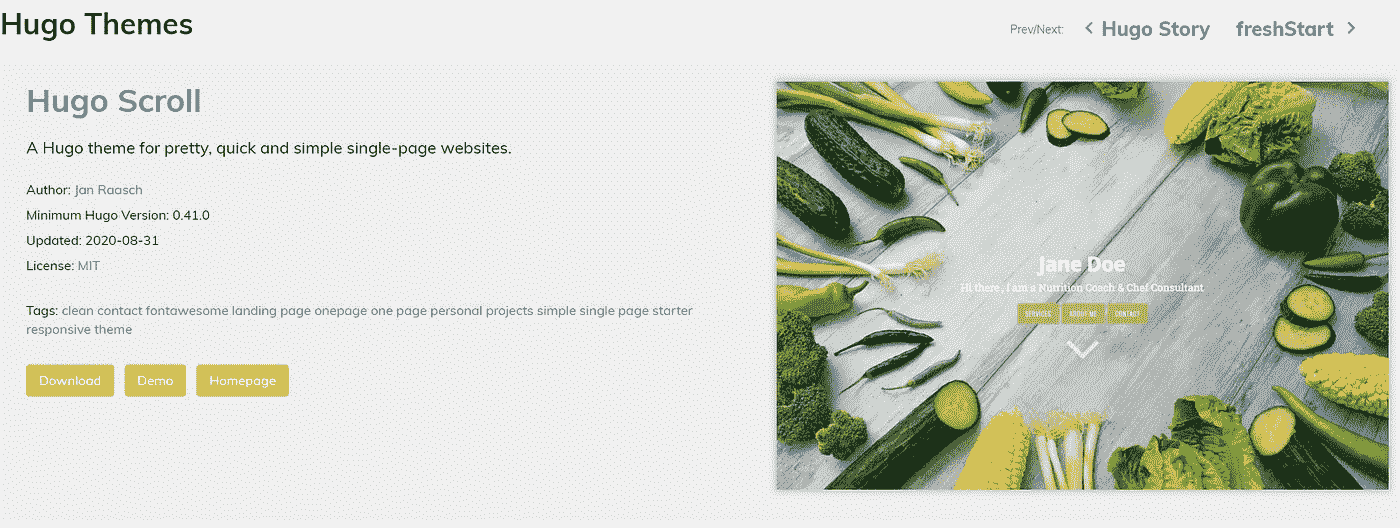 Hugo Themes
Prev/Next: Hugo Story freshStart
Hugo Scroll
A Hugo theme for pretty, quick and simple single-page websites.
Author: Jan Raasch
Minimum Hugo Version: 0.41.0
Updated: 2020-08-31
License: MIT
Tags: clean contact fontawesome landing page onepage one page personal projects simple single page starter
responsive theme
Download Demo Homepage
Jane Doe
Hi there, I am a Nutrition Coach & Chef Consultant
SERVICES ABOUT ME CONTACT